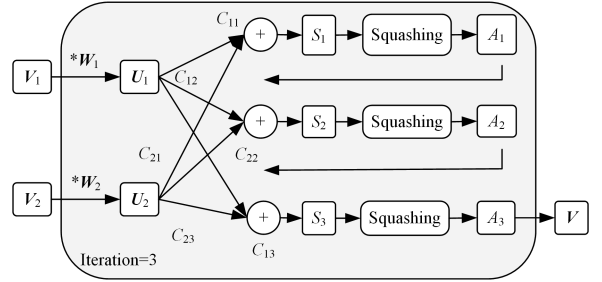 C11
+ S1 Squashing A1
V1 *W1 U1
C12
+ S2 Squashing A2
C21 C22
V2 *W2 U2
+ S3 Squashing A3 V
C23 C13
Iteration=3